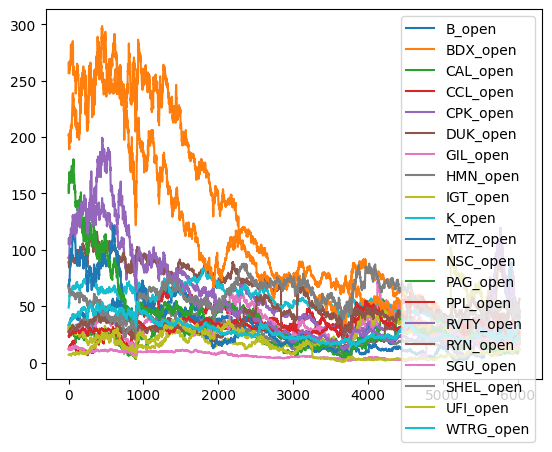 300
250
200
150
100
50
0
0 1000 2000 3000 4000 5000 6000
B_open
BDX_open
CAL_open
CCL_open
CPK_open
DUK_open
GIL_open
HMN_open
IGT_open
K_open
MTZ_open
NSC_open
PAG_open
PPL_open
RVTY_open
RYN_open
SGU_open
SHEL_open
UFI_open
WTRG_open